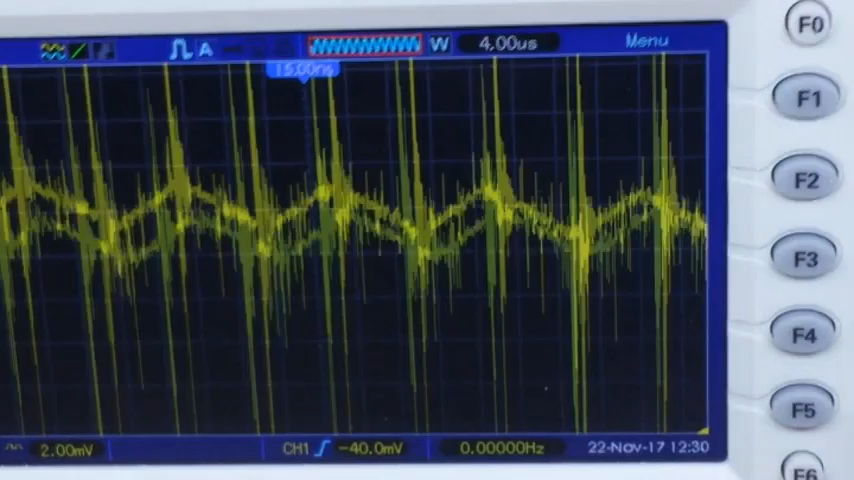 A W 4.00us Menu
15.00ns
2.00mV CH1 -40.0mV 0.00000Hz 22-Nov-17 12:30
F0
F1
F2
F3
F4
F5
F6